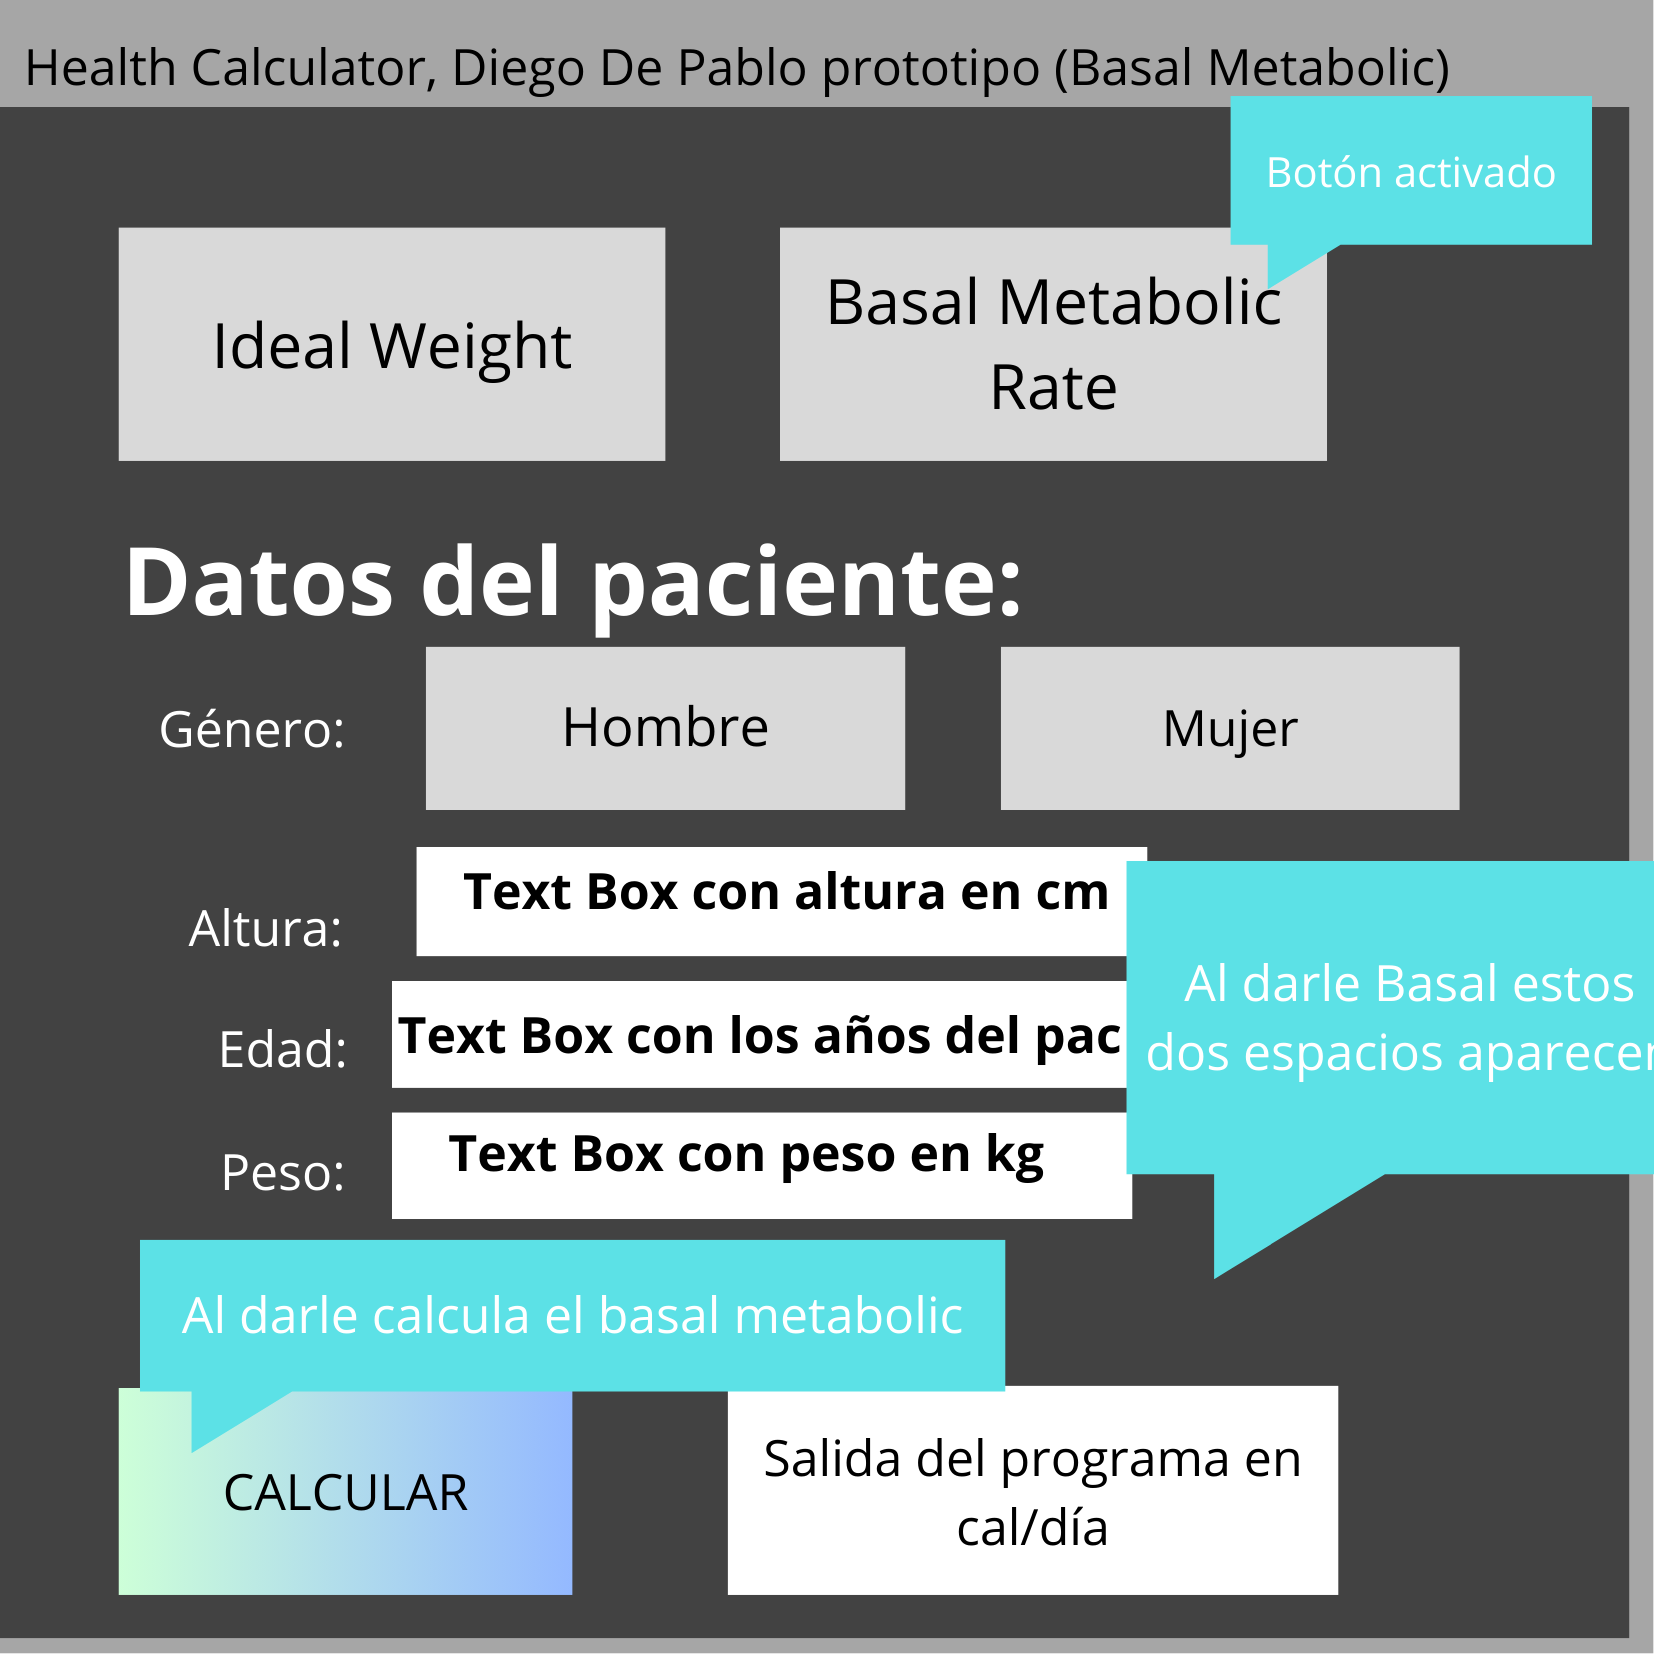 Health Calculator, Diego De Pablo prototipo (Basal Metabolic)
Botón activado
Ideal Weight
Basal Metabolic
Rate
Datos del paciente:
Género:
Hombre
Mujer
Altura:
Text Box con altura en cm
Edad:
Text Box con los años del pac
Al darle Basal estos
dos espacios aparecen
Peso:
Text Box con peso en kg
Al darle calcula el basal metabolic
CALCULAR
Salida del programa en
cal/día